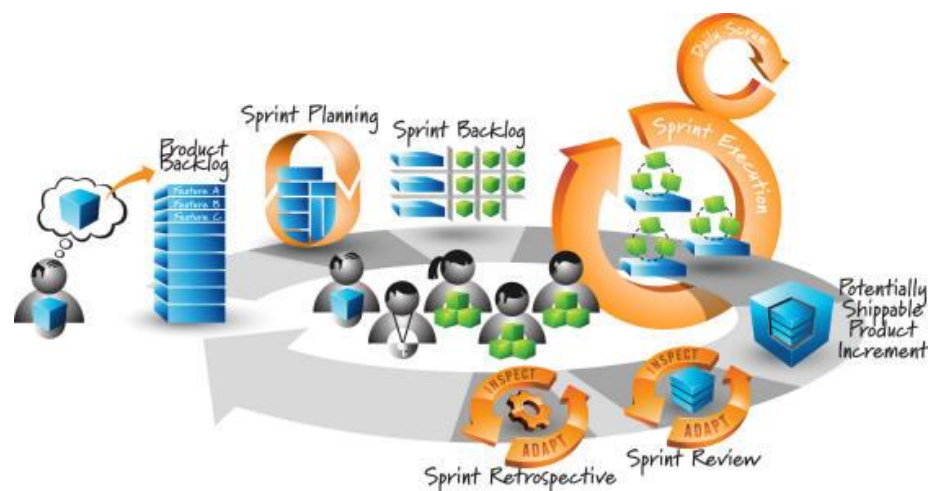 Daily Scrum
Sprint Planning
Sprint Execution
Sprint Backlog
Product
Backlog
Feature A
Feature B
Feature C
Potentially
Shippable
Product
Increment
INSPECT
ADAPT
INSPECT
ADAPT
Sprint Review
Sprint Retrospective